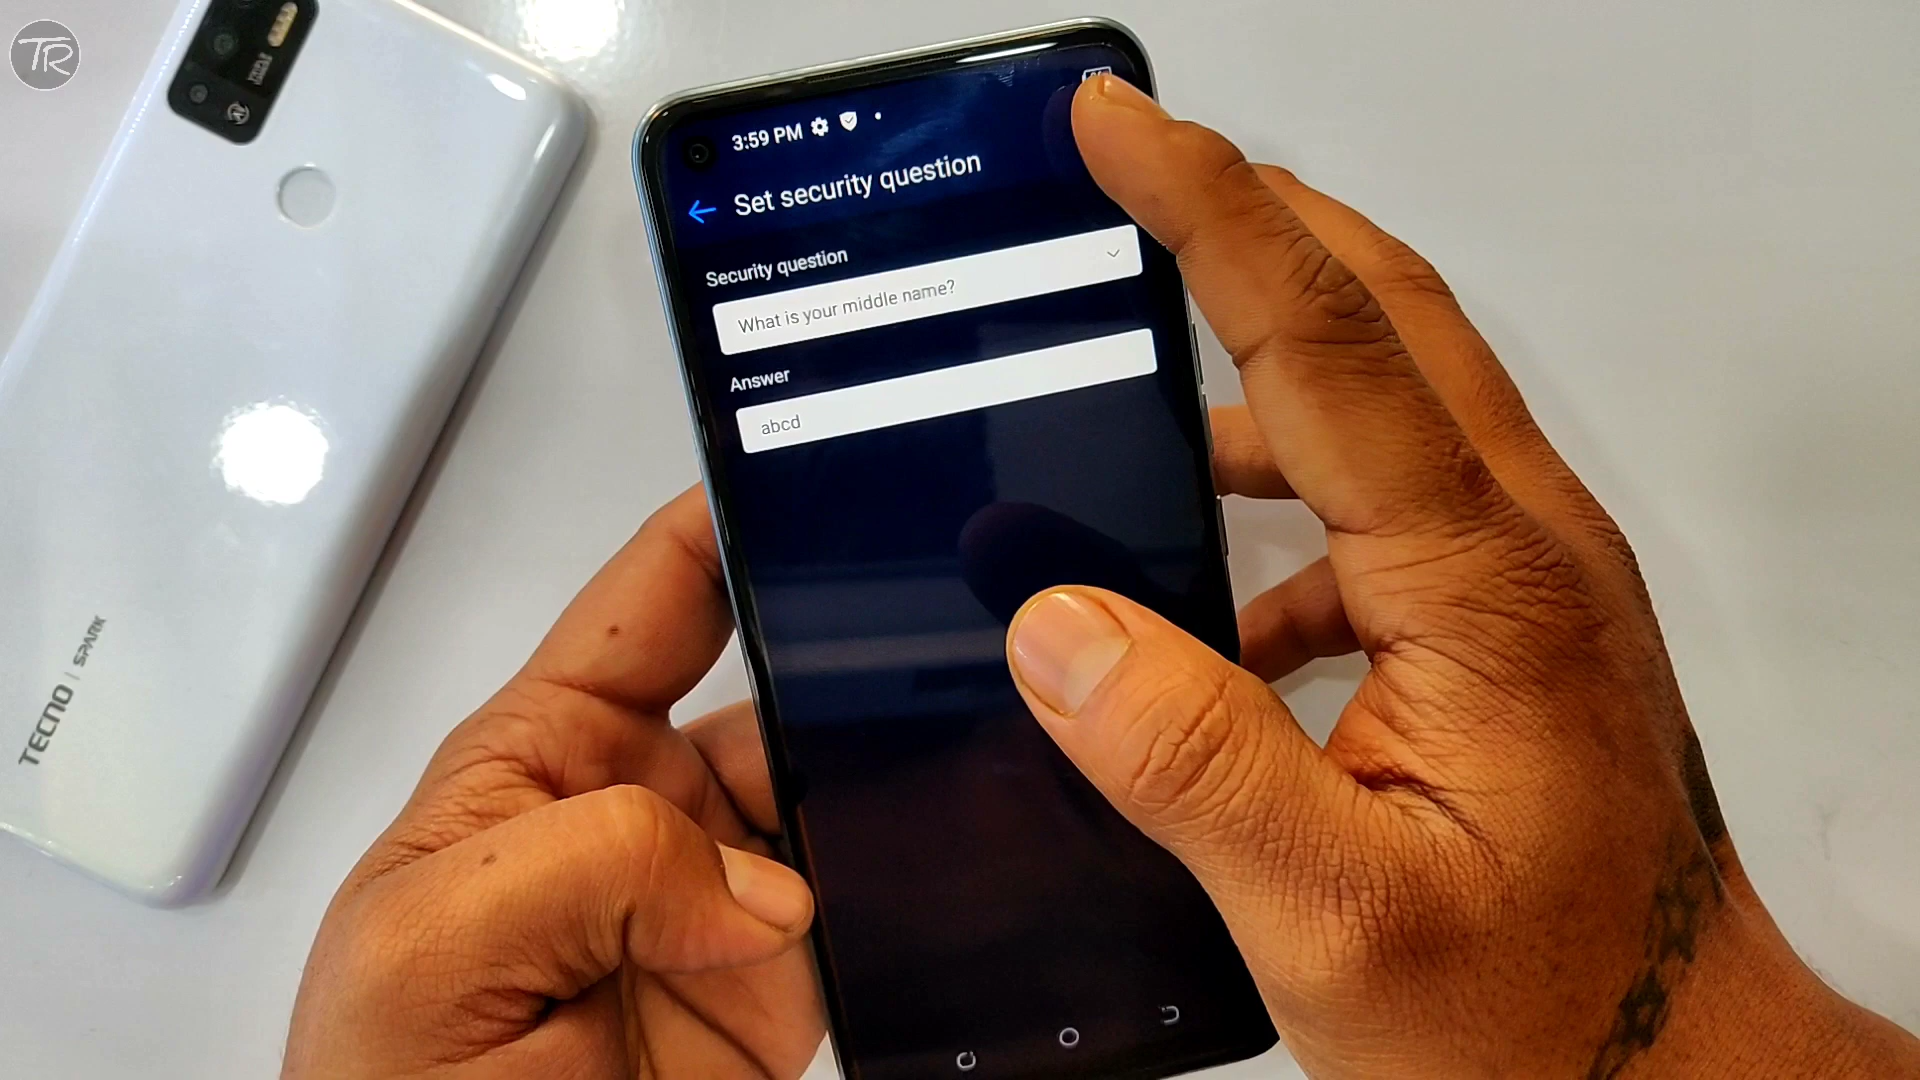 TR
3:59 PM
Set security question
Security question
What is your middle name?
Answer
abcd
TECNO | SPARK